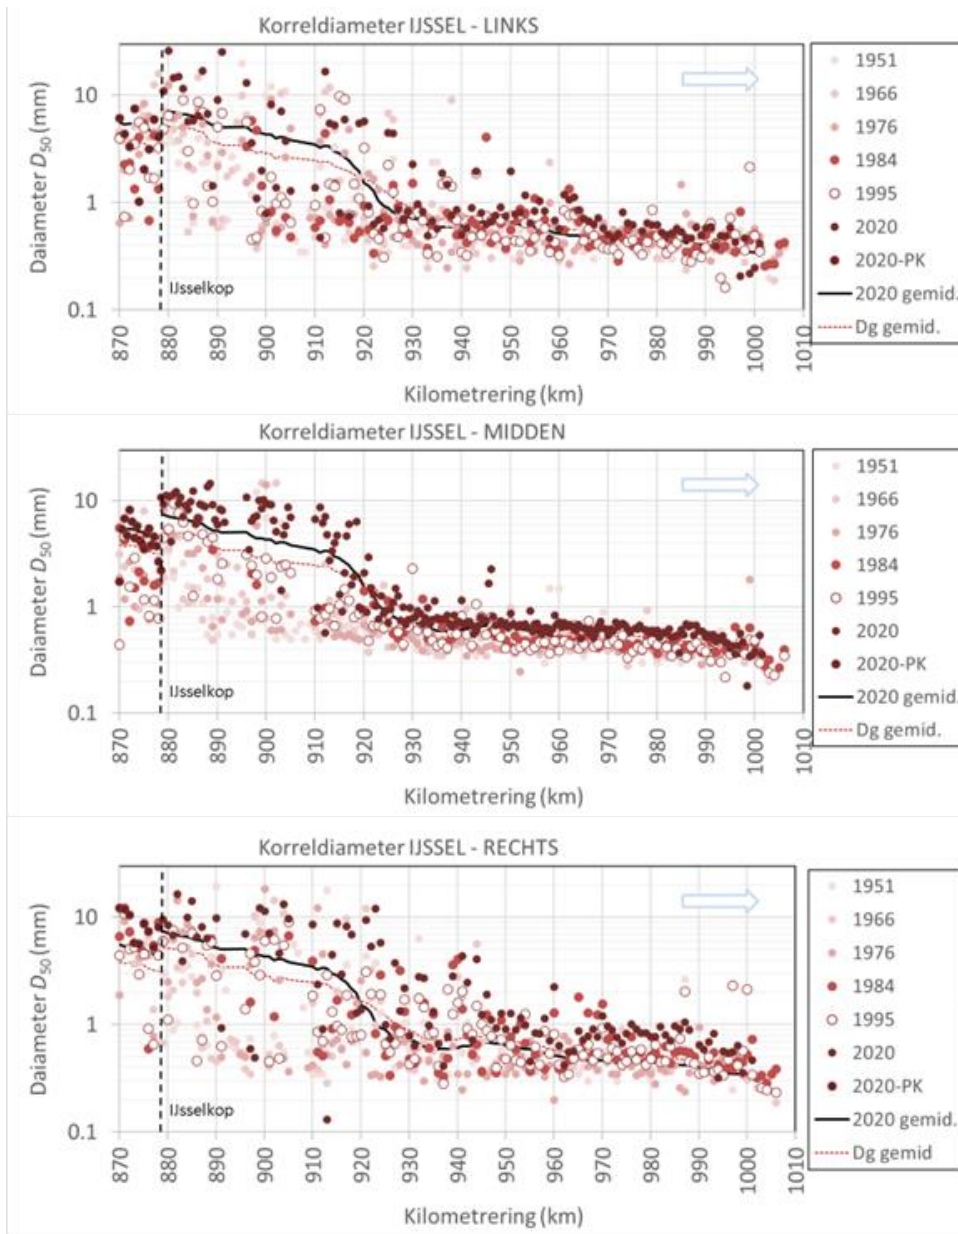 Korreldiameter IJSSEL - LINKS
Daiameter D50 (mm)
10
1
0.1
IJsselkop
870 880 890 900 910 920 930 940 950 960 970 980 990 1000 1010
Kilometrering (km)
1951
1966
1976
1984
1995
2020
2020-PK
2020 gemid.
Dg gemid.
Korreldiameter IJSSEL - MIDDEN
Daiameter D50 (mm)
10
1
0.1
IJsselkop
870 880 890 900 910 920 930 940 950 960 970 980 990 1000 1010
Kilometrering (km)
1951
1966
1976
1984
1995
2020
2020-PK
2020 gemid.
Dg gemid.
Korreldiameter IJSSEL - RECHTS
Daiameter D50 (mm)
10
1
0.1
IJsselkop
870 880 890 900 910 920 930 940 950 960 970 980 990 1000 1010
Kilometrering (km)
1951
1966
1976
1984
1995
2020
2020-PK
2020 gemid.
Dg gemid